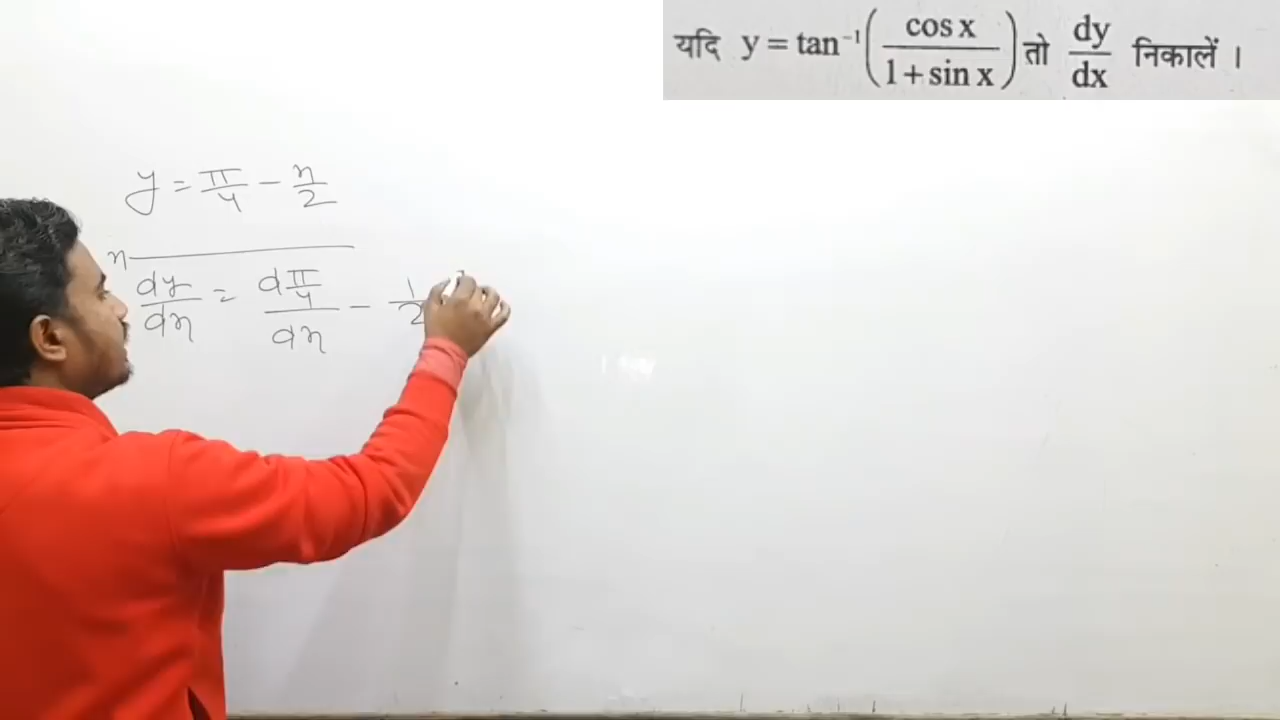 यदि y = tan⁻¹(cos x / 1 + sin x) तो dy/dx निकालें ।
y = π/4 − x/2
x
dy/dx = dπ/4 / dx − 1/2